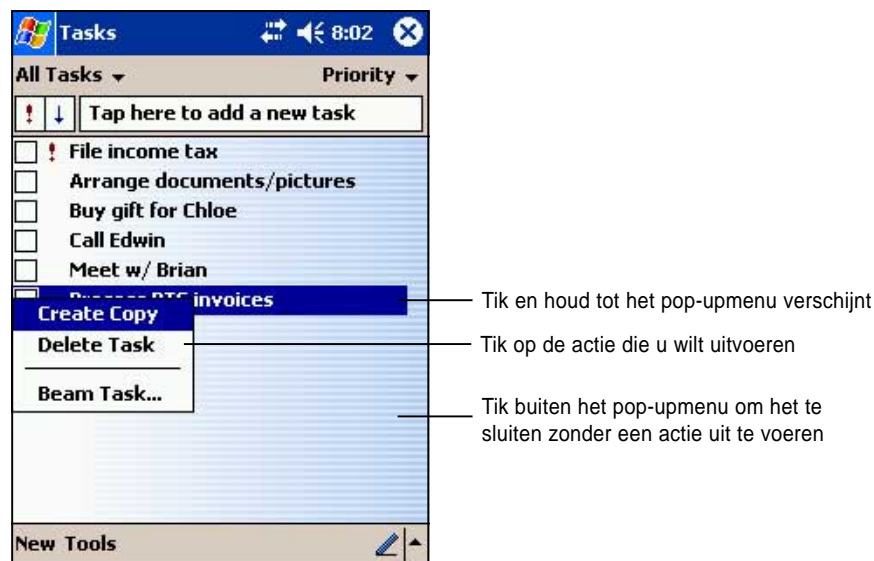 Tasks 8:02
All Tasks Priority
Tap here to add a new task
File income tax
Arrange documents/pictures
Buy gift for Chloe
Call Edwin
Meet w/ Brian
invoices
Create Copy
Delete Task
Beam Task...
New Tools
Tik en houd tot het pop-upmenu verschijnt
Tik op de actie die u wilt uitvoeren
Tik buiten het pop-upmenu om het te
sluiten zonder een actie uit te voeren